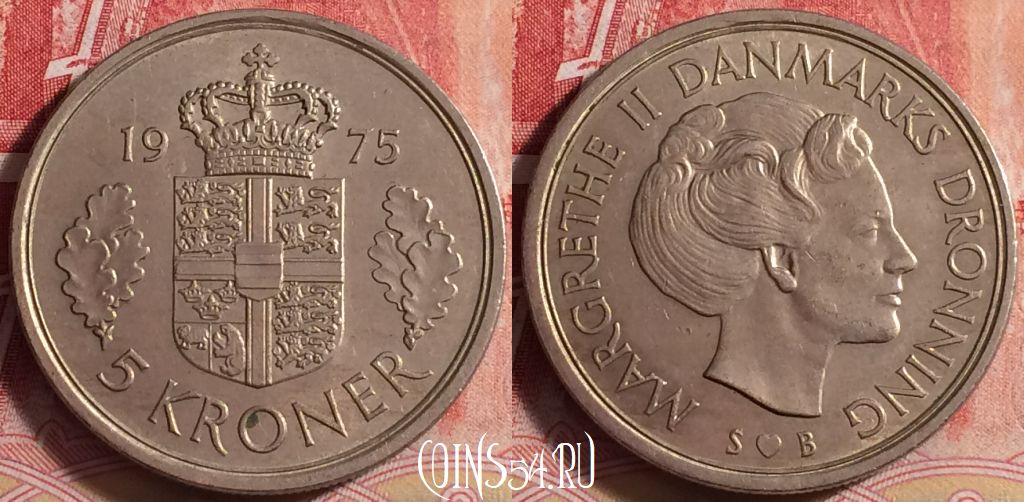 19 75
5 KRONER
MARGRETHE II DANMARKS DRONNING
S ♥ B
COINS54.RU